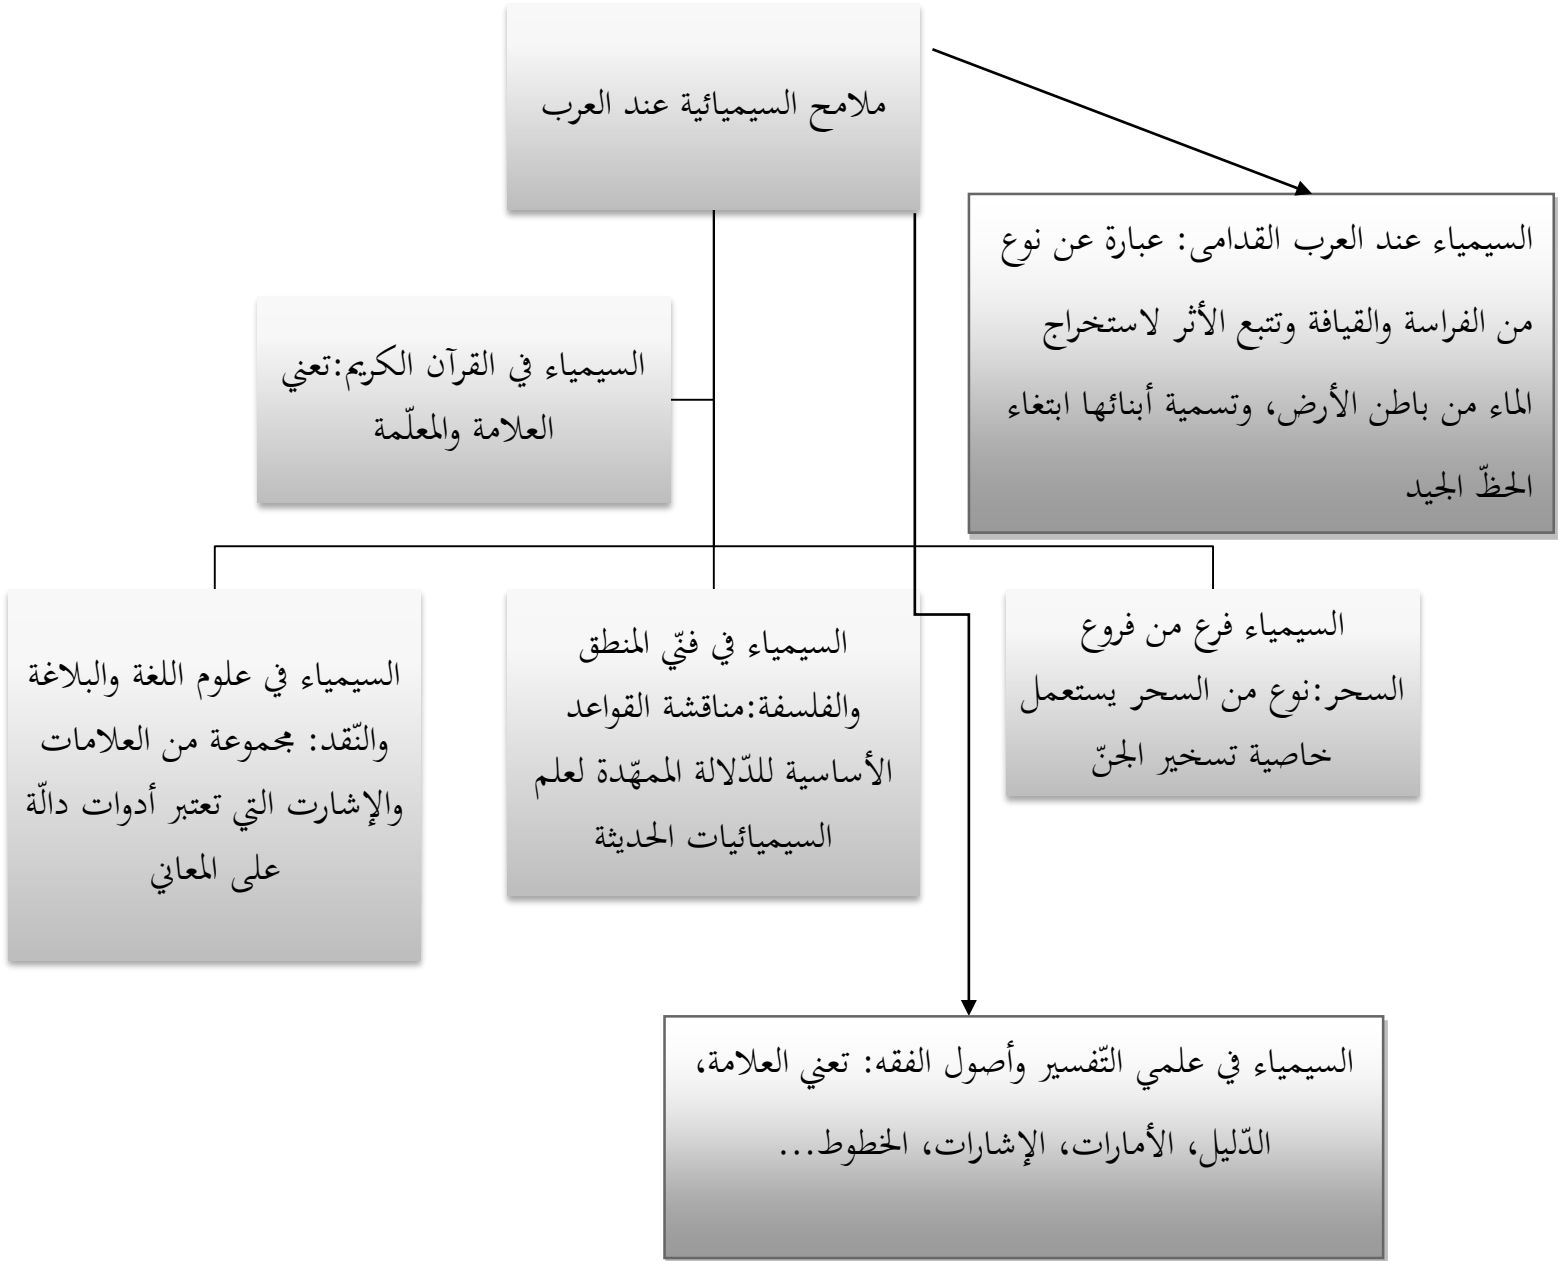 ملامح السيميائية عند العرب
السيمياء عند العرب القدامى: عبارة عن نوع
من الفراسة والقيافة وتتبع الأثر لاستخراج
الماء من باطن الأرض، وتسمية أبنائها ابتغاء
الحظّ الجيد
السيمياء في القرآن الكريم:تعني
العلامة والمعلّمة
السيمياء فرع من فروع
السحر:نوع من السحر يستعمل
خاصية تسخير الجنّ
السيمياء في فنّي المنطق
والفلسفة:مناقشة القواعد
الأساسية للدّلالة الممهّدة لعلم
السيميائيات الحديثة
السيمياء في علوم اللغة والبلاغة
والنّقد: مجموعة من العلامات
والإشارت التي تعتبر أدوات دالّة
على المعاني
السيمياء في علمي التّفسير وأصول الفقه: تعني العلامة،
الدّليل، الأمارات، الإشارات، الخطوط...